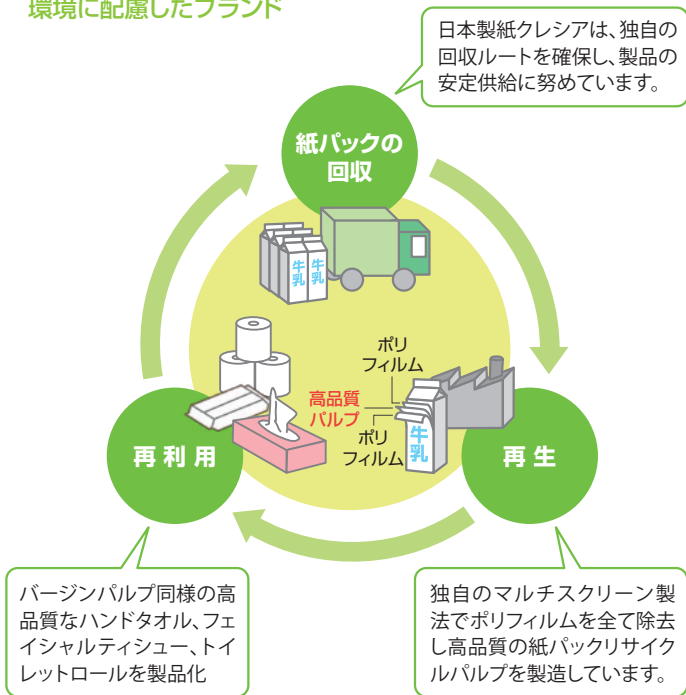 環境に配慮したブランド
日本製紙クレシアは、独自の
回収ルートを確保し、製品の
安定供給に努めています。
紙パックの
回収
牛乳
牛乳
ポリ
フィルム
高品質
パルプ
ポリ
フィルム
牛乳
再利用
再生
バージンパルプ同様の高
品質なハンドタオル、フェ
イシャルティシュー、トイ
レットロールを製品化
独自のマルチスクリーン製
法でポリフィルムを全て除去
し高品質の紙パックリサイク
ルパルプを製造しています。